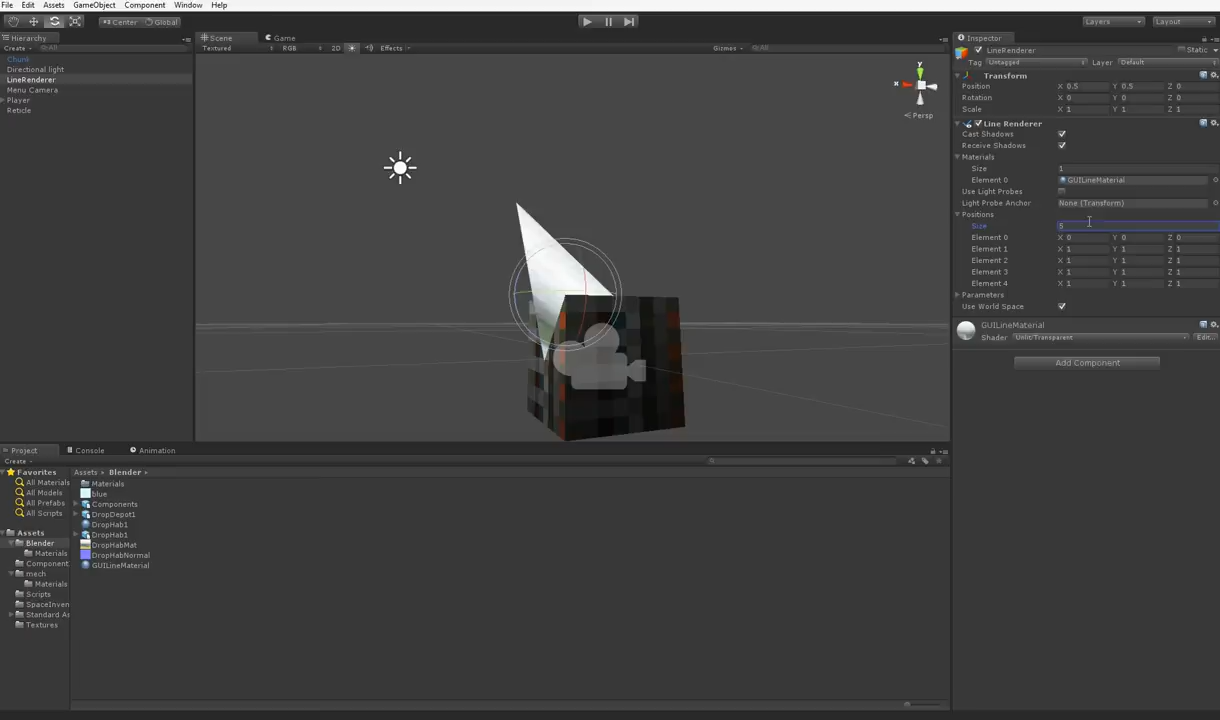 File Edit Assets GameObject Component Window Help
Center Global Layers Layout
Hierarchy
Create All
Directional light
LineRenderer
Menu Camera
Player
Reticle
Scene Game
Textured RGB 2D Effects Gizmos All
y
x
Persp
Inspector
LineRenderer Static
Tag Untagged Layer Default
Transform
Position X 0.5 Y 0.5 Z 0
Rotation X 0 Y 0 Z 0
Scale X 1 Y 1 Z 1
Line Renderer
Cast Shadows
Receive Shadows
Materials
Size 1
Element 0 GUILineMaterial
Use Light Probes
Light Probe Anchor None (Transform)
Positions
Size 5
Element 0 X 0 Y 0 Z 0
Element 1 X 1 Y 1 Z 1
Element 2 X 1 Y 1 Z 1
Element 3 X 1 Y 1 Z 1
Element 4 X 1 Y 1 Z 1
Parameters
Use World Space
GUILineMaterial
Shader Unlit/Transparent Edit...
Add Component
Project Console Animation
Create
Favorites
All Materials
All Models
All Prefabs
All Scripts
Assets
Blender
Materials
Component
mech
Materials
Scripts
SpaceInven
Standard As
Textures
Assets Blender
Materials
blue
Components
DropDepot1
DropHab1
DropHab1
DropHabMat
DropHabNormal
GUILineMaterial